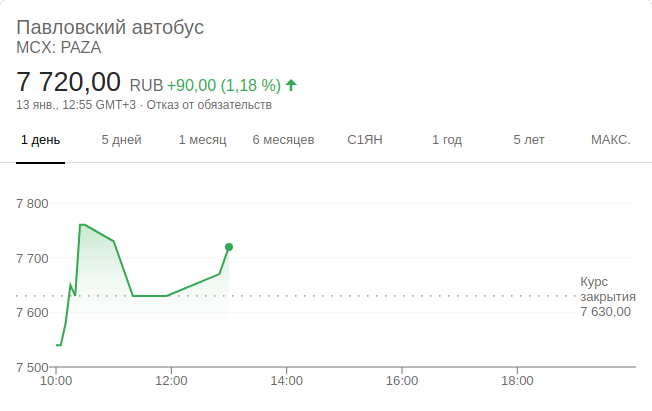 Павловский автобус
MCX: PAZA
7 720,00 RUB +90,00 (1,18 %)
13 янв., 12:55 GMT+3 · Отказ от обязательств
1 день 5 дней 1 месяц 6 месяцев С1ЯН 1 год 5 лет МАКС.
7 800
7 700
Курс
закрытия
7 630,00
7 600
7 500
10:00 12:00 14:00 16:00 18:00